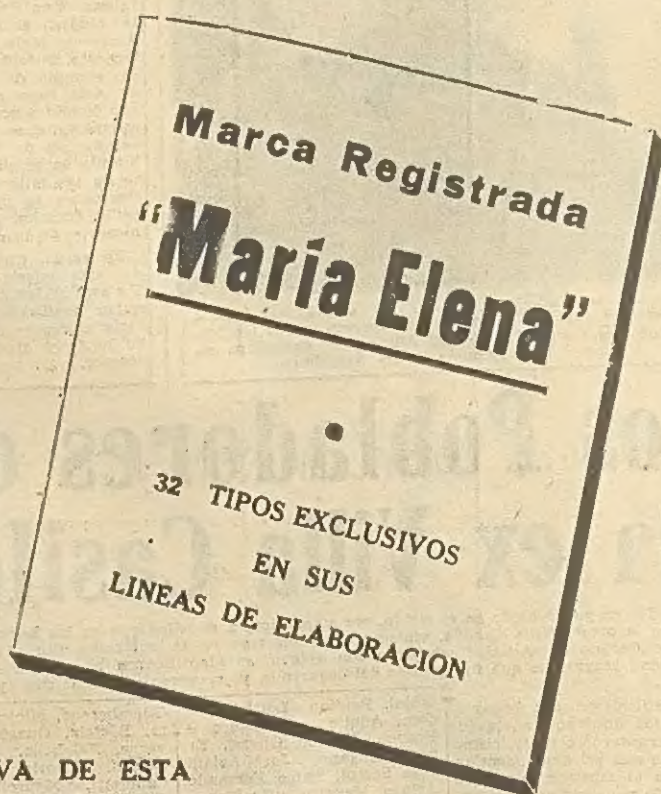 Marca Registrada
“María Elena”
32 TIPOS EXCLUSIVOS
EN SUS
LINEAS DE ELABORACION
VA DE ESTA